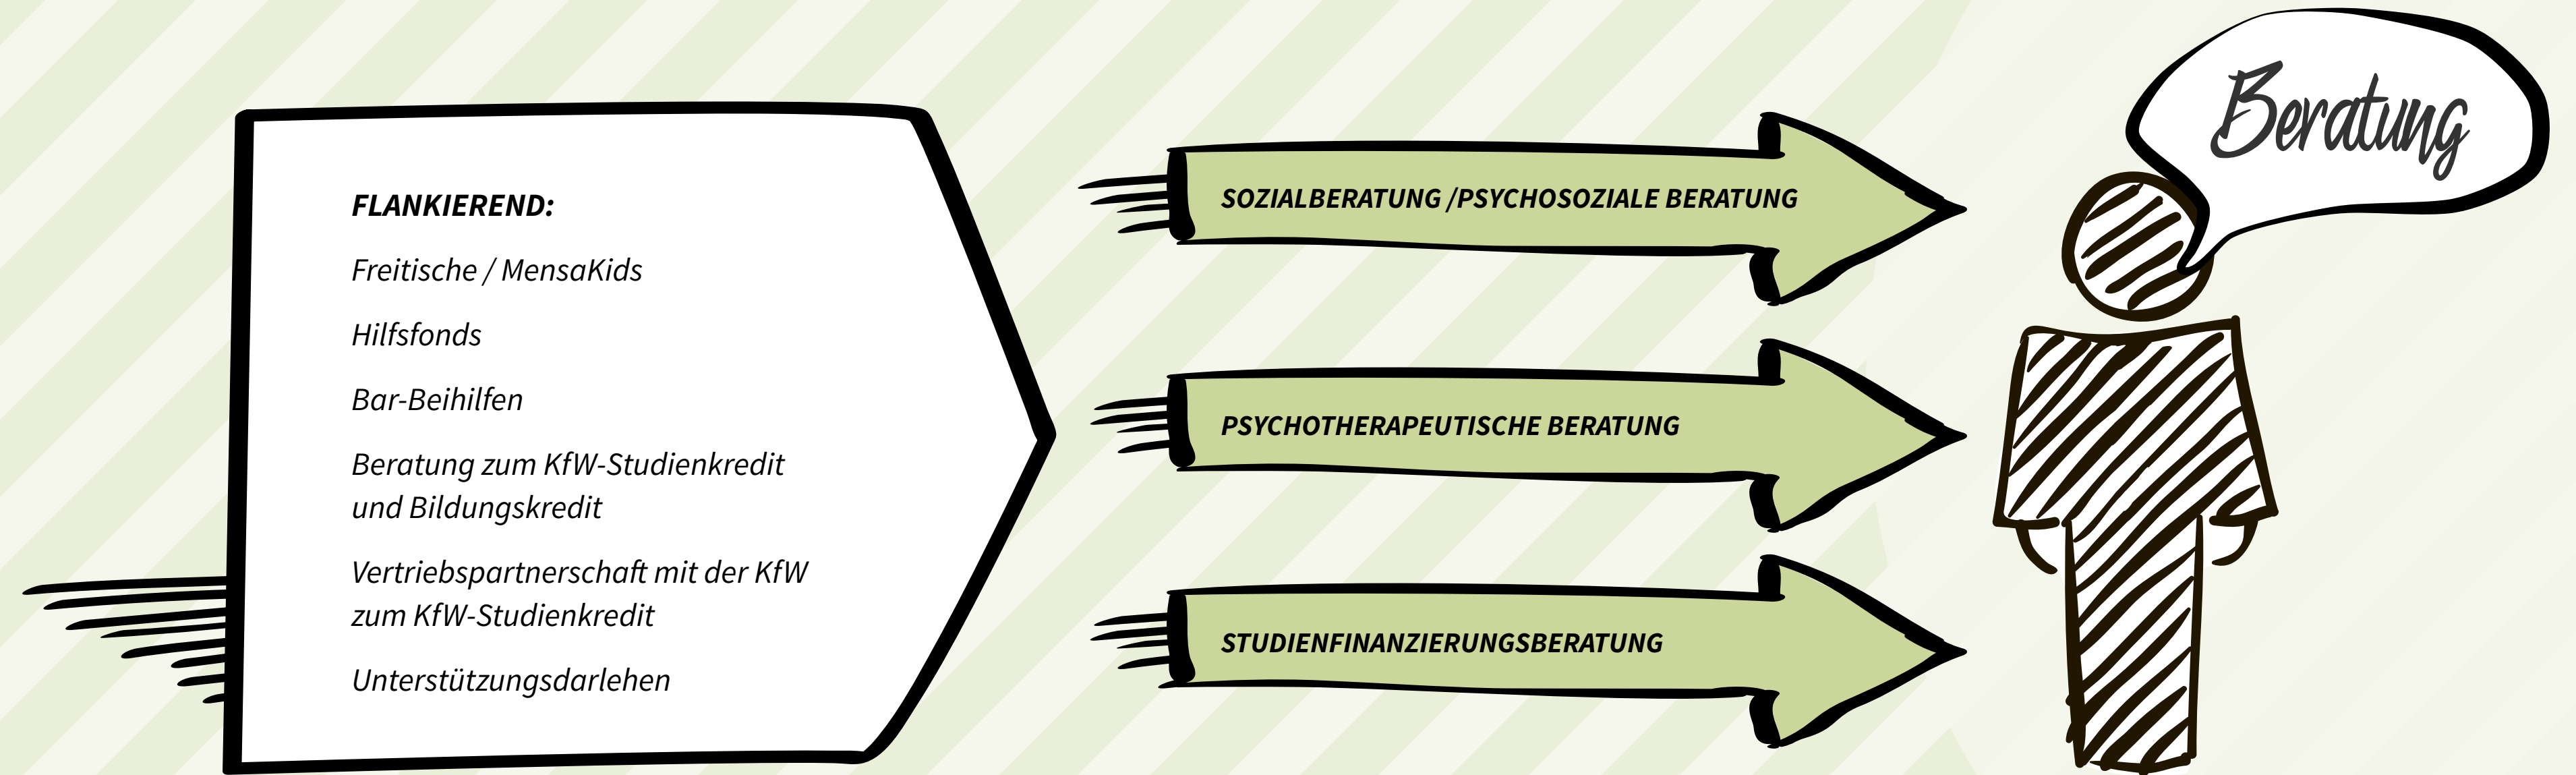 FLANKIEREND:
Freitische / MensaKids
Hilfsfonds
Bar-Beihilfen
Beratung zum KfW-Studienkredit
und Bildungskredit
Vertriebspartnerschaft mit der KfW
zum KfW-Studienkredit
Unterstützungsdarlehen
SOZIALBERATUNG /PSYCHOSOZIALE BERATUNG
PSYCHOTHERAPEUTISCHE BERATUNG
STUDIENFINANZIERUNGSBERATUNG
Beratung